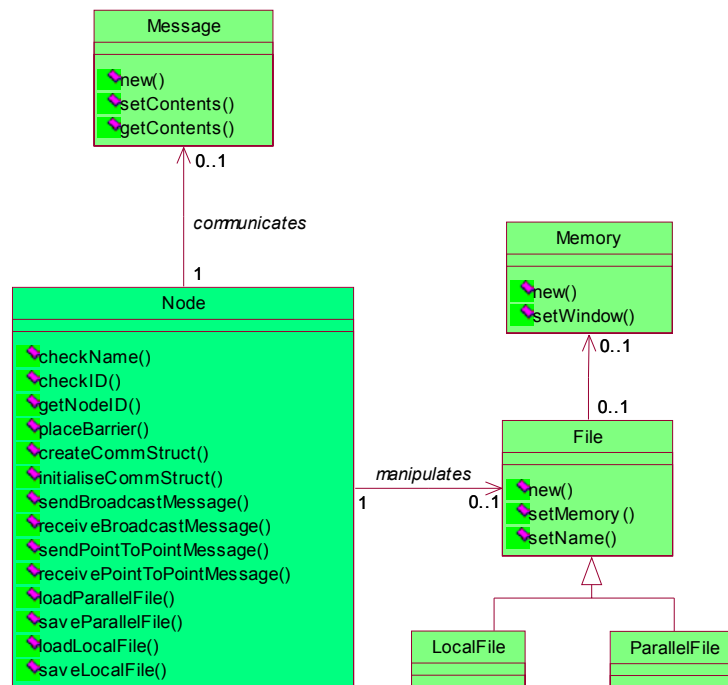 Message
new()
setContents()
getContents()
0..1
communicates
1
Memory
new()
setWindow()
0..1
0..1
Node
checkName()
checkID()
getNodeID()
placeBarrier()
createCommStruct()
initialiseCommStruct()
sendBroadcastMessage()
receiveBroadcastMessage()
sendPointToPointMessage()
receivePointToPointMessage()
loadParallelFile()
saveParallelFile()
loadLocalFile()
saveLocalFile()
manipulates
1
0..1
File
new()
setMemory()
setName()
LocalFile
ParallelFile